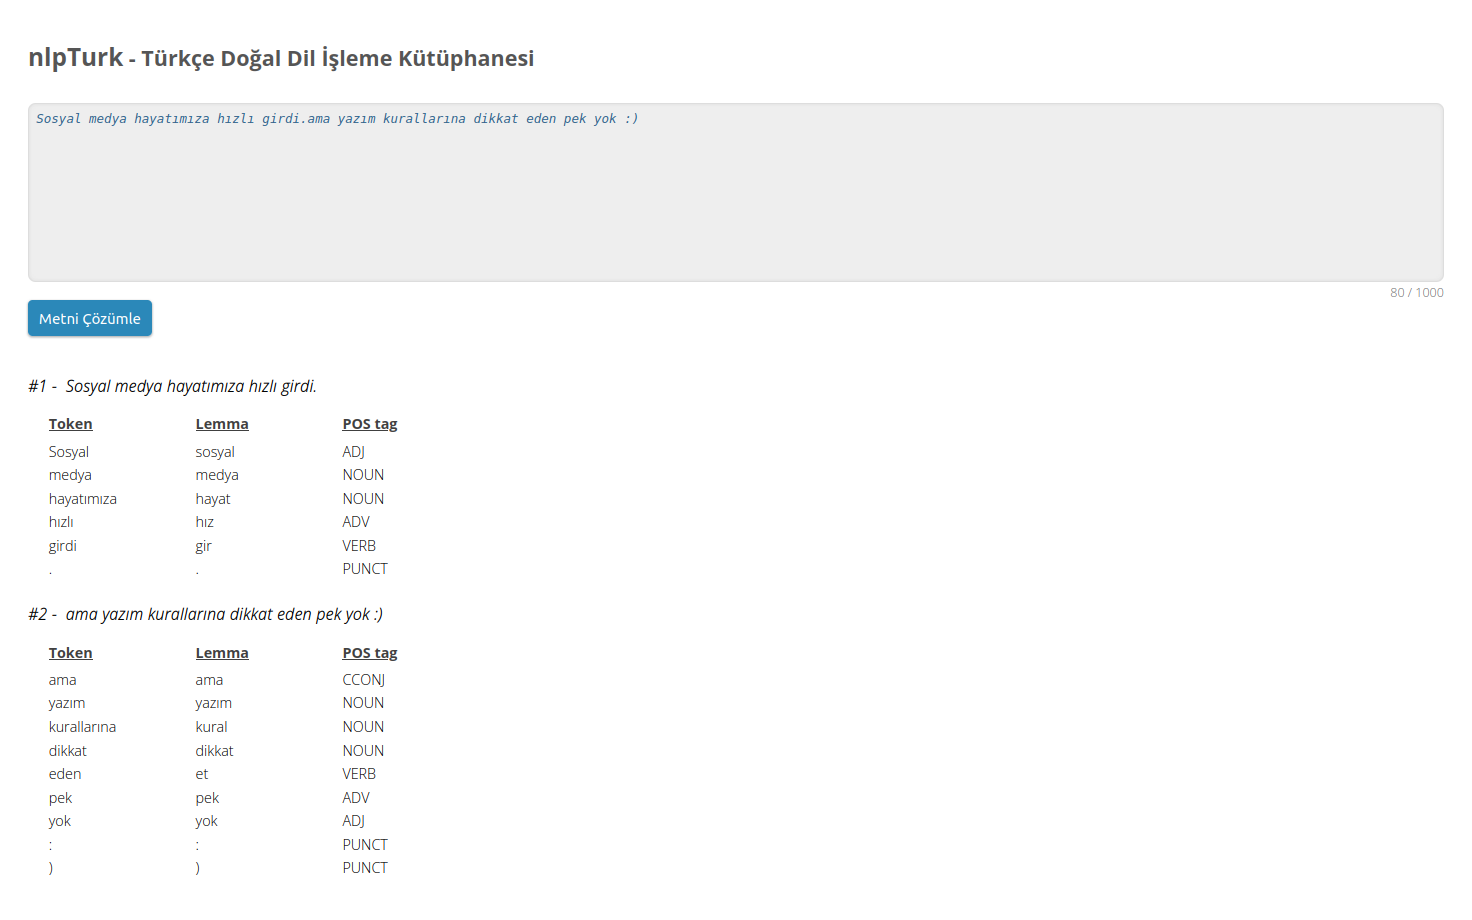 nlpTurk - Türkçe Doğal Dil İşleme Kütüphanesi
Sosyal medya hayatımıza hızlı girdi.ama yazım kurallarına dikkat eden pek yok :)
80 / 1000
Metni Çözümle
#1 - Sosyal medya hayatımıza hızlı girdi.
Token Lemma POS tag
Sosyal sosyal ADJ
medya medya NOUN
hayatımıza hayat NOUN
hızlı hız ADV
girdi gir VERB
. . PUNCT
#2 - ama yazım kurallarına dikkat eden pek yok :)
Token Lemma POS tag
ama ama CCONJ
yazım yazım NOUN
kurallarına kural NOUN
dikkat dikkat NOUN
eden et VERB
pek pek ADV
yok yok ADJ
: : PUNCT
) ) PUNCT